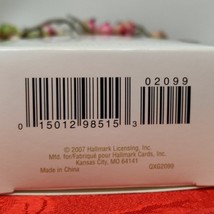 02099
0 15012 98515 3
© 2007 Hallmark Licensing, Inc.
Mfd. for/Fabriqué pour Hallmark Cards, Inc.
Kansas City, MO 64141
Made in China QXG2099